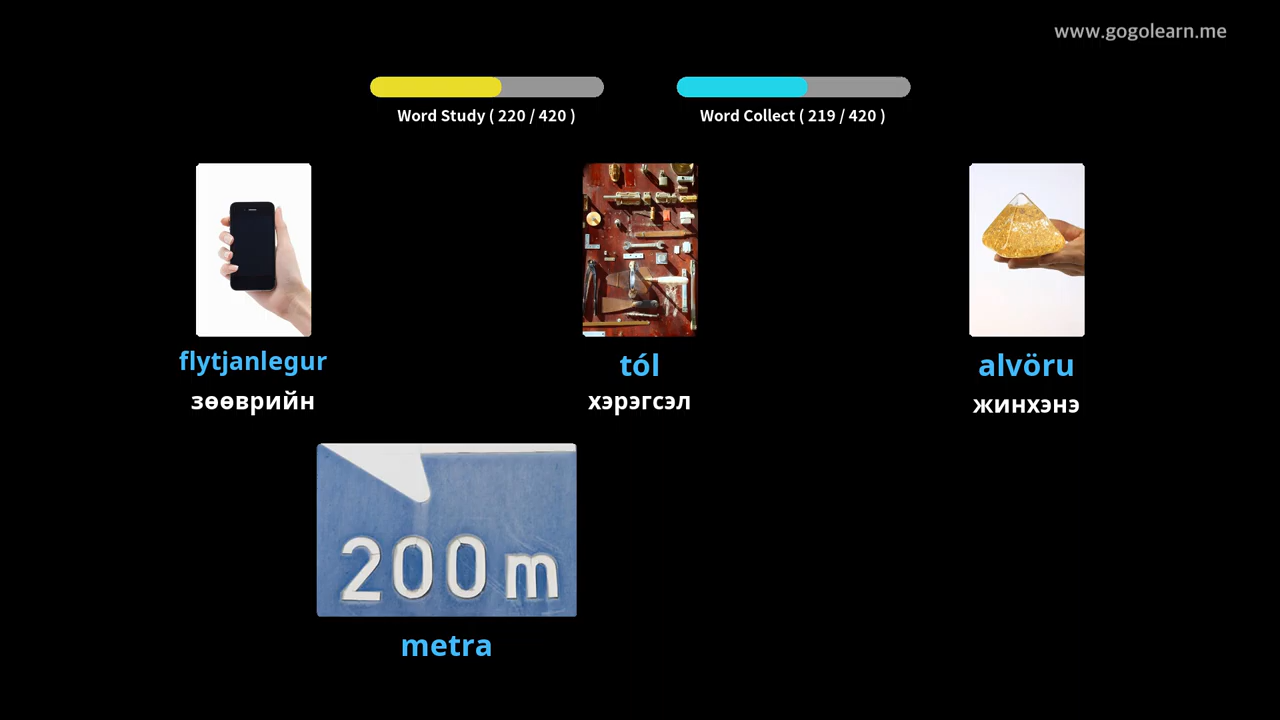 www.gogolearn.me
Word Study ( 220 / 420 )
Word Collect ( 219 / 420 )
flytjanlegur
tól
alvöru
зөөврийн
хэрэгсэл
жинхэнэ
200 m
metra